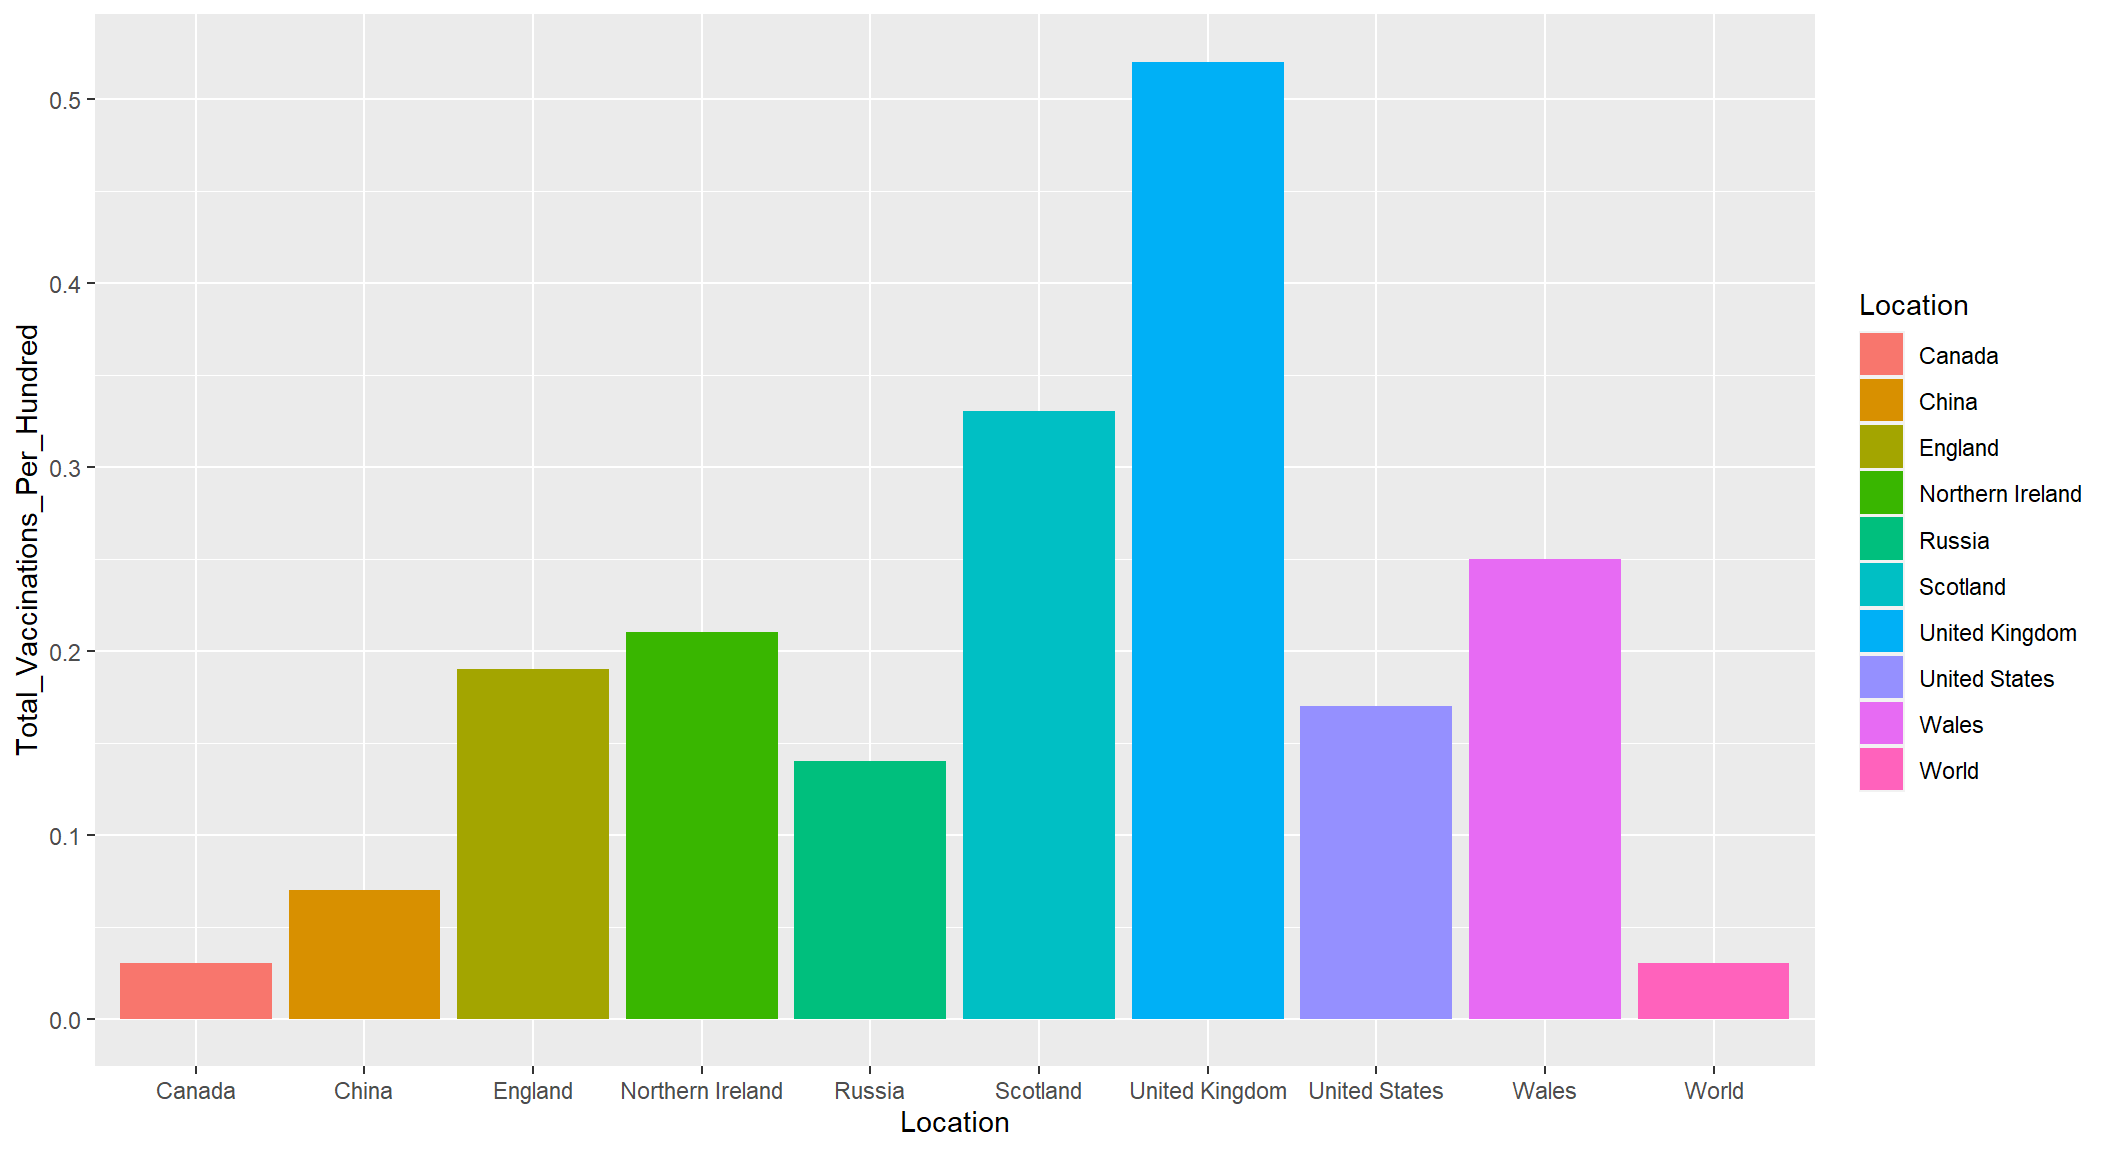 Total_Vaccinations_Per_Hundred
0.5
0.4
0.3
0.2
0.1
0.0
Canada
China
England
Northern Ireland
Russia
Scotland
United Kingdom
United States
Wales
World
Location
Location
Canada
China
England
Northern Ireland
Russia
Scotland
United Kingdom
United States
Wales
World